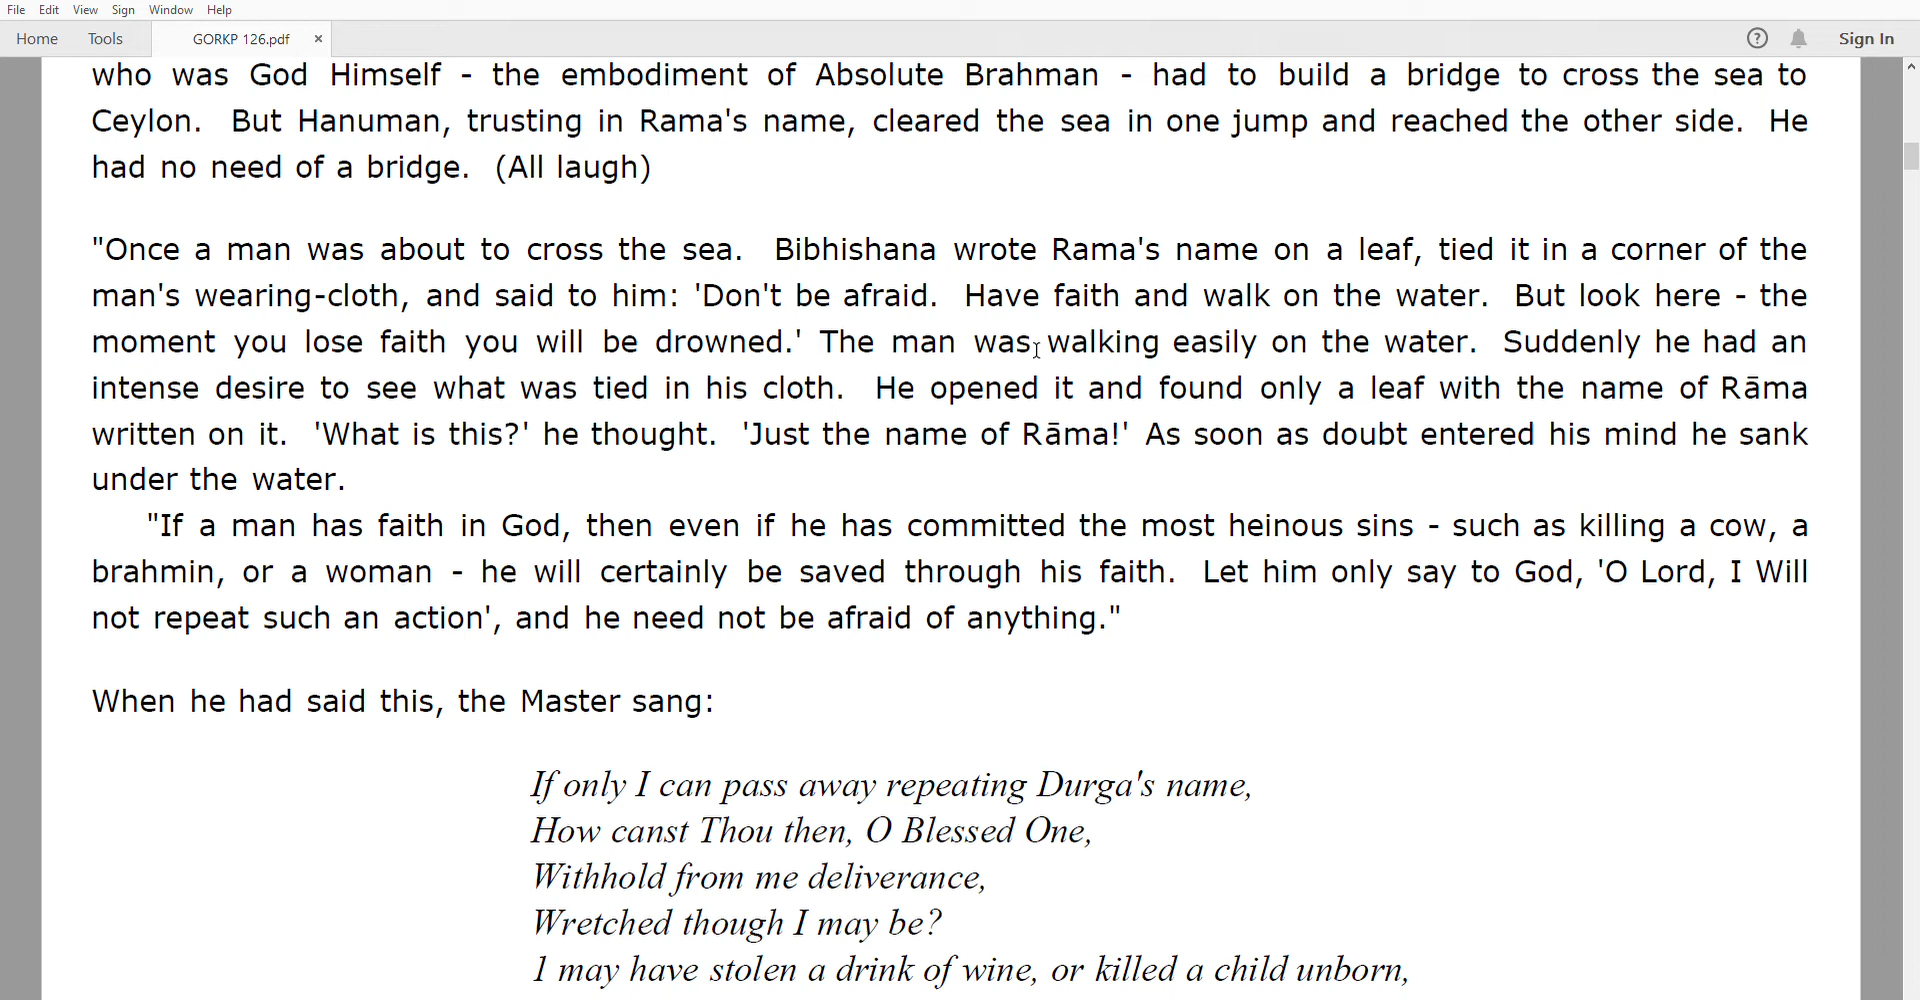 File Edit View Sign Window Help
Home Tools GORKP 126.pdf × ? Sign In
who was God Himself - the embodiment of Absolute Brahman - had to build a bridge to cross the sea to
Ceylon. But Hanuman, trusting in Rama's name, cleared the sea in one jump and reached the other side. He
had no need of a bridge. (All laugh)
"Once a man was about to cross the sea. Bibhishana wrote Rama's name on a leaf, tied it in a corner of the
man's wearing-cloth, and said to him: 'Don't be afraid. Have faith and walk on the water. But look here - the
moment you lose faith you will be drowned.' The man was walking easily on the water. Suddenly he had an
intense desire to see what was tied in his cloth. He opened it and found only a leaf with the name of Rāma
written on it. 'What is this?' he thought. 'Just the name of Rāma!' As soon as doubt entered his mind he sank
under the water.
"If a man has faith in God, then even if he has committed the most heinous sins - such as killing a cow, a
brahmin, or a woman - he will certainly be saved through his faith. Let him only say to God, 'O Lord, I Will
not repeat such an action', and he need not be afraid of anything."
When he had said this, the Master sang:
If only I can pass away repeating Durga's name,
How canst Thou then, O Blessed One,
Withhold from me deliverance,
Wretched though I may be?
1 may have stolen a drink of wine, or killed a child unborn,